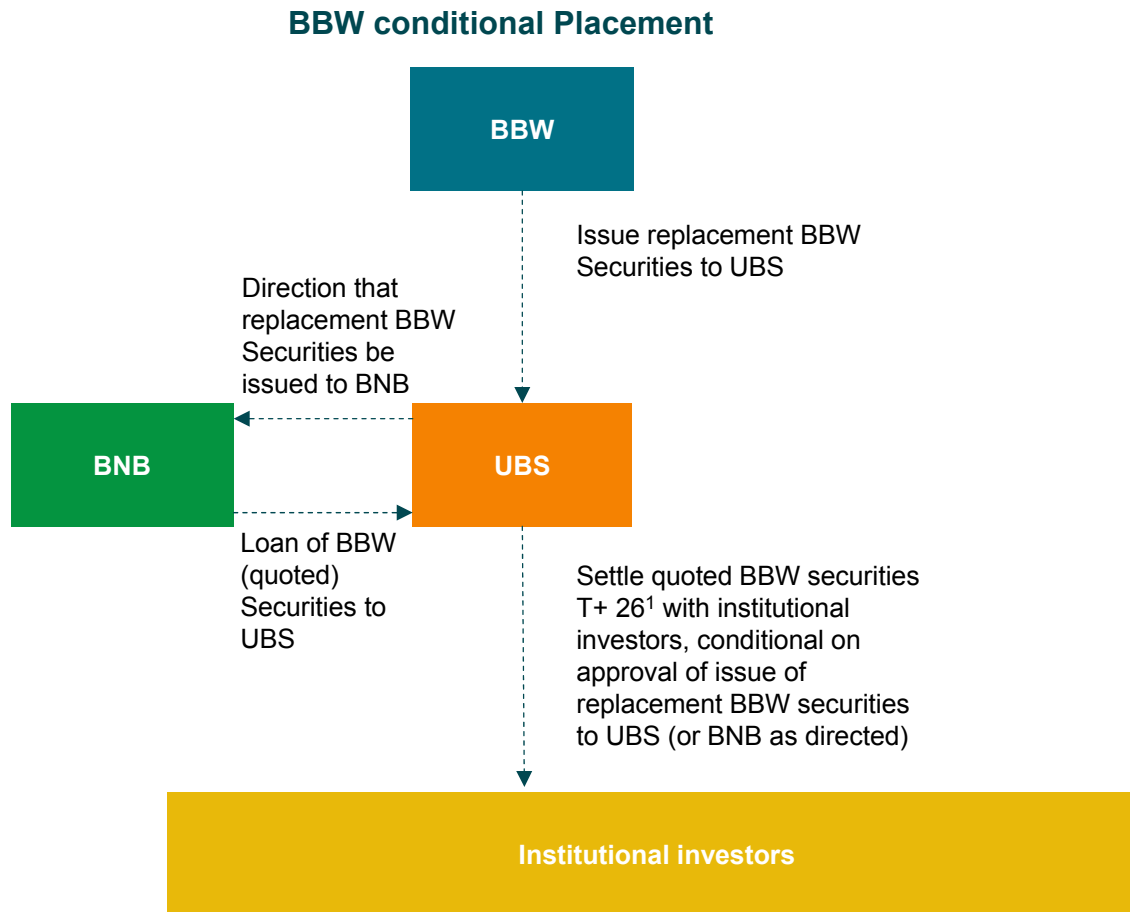 BBW conditional Placement
BBW
Issue replacement BBW
Securities to UBS
Direction that
replacement BBW
Securities be
issued to BNB
BNB
UBS
Loan of BBW
(quoted)
Securities to
UBS
Settle quoted BBW securities
T+ 26¹ with institutional
investors, conditional on
approval of issue of
replacement BBW securities
to UBS (or BNB as directed)
Institutional investors